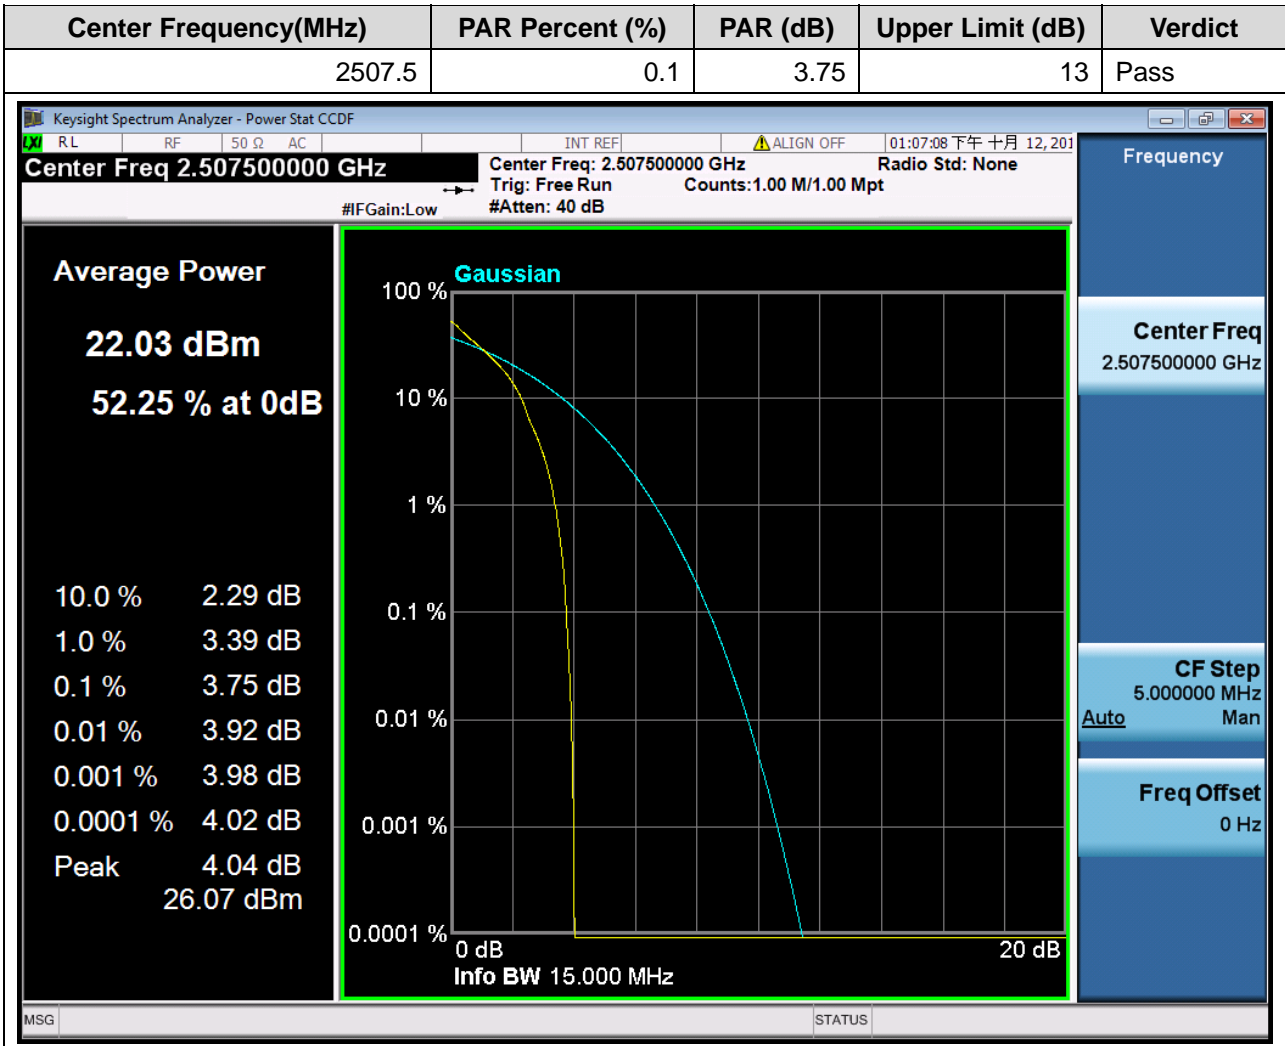 Center Frequency(MHz) PAR Percent (%) PAR (dB) Upper Limit (dB) Verdict
2507.5 0.1 3.75 13 Pass
Keysight Spectrum Analyzer - Power Stat CCDF
LXI RL RF 50 Ω AC INT REF ALIGN OFF 01:07:08 下午 十月 12, 201
Center Freq 2.507500000 GHz
#IFGain:Low
Center Freq: 2.507500000 GHz Radio Std: None
Trig: Free Run Counts:1.00 M/1.00 Mpt
#Atten: 40 dB
Average Power
22.03 dBm
52.25 % at 0dB
10.0 % 2.29 dB
1.0 % 3.39 dB
0.1 % 3.75 dB
0.01 % 3.92 dB
0.001 % 3.98 dB
0.0001 % 4.02 dB
Peak 4.04 dB
26.07 dBm
Gaussian
100 %
10 %
1 %
0.1 %
0.01 %
0.001 %
0.0001 %
0 dB 20 dB
Info BW 15.000 MHz
Frequency
Center Freq
2.507500000 GHz
CF Step
5.000000 MHz
Auto Man
Freq Offset
0 Hz
MSG STATUS